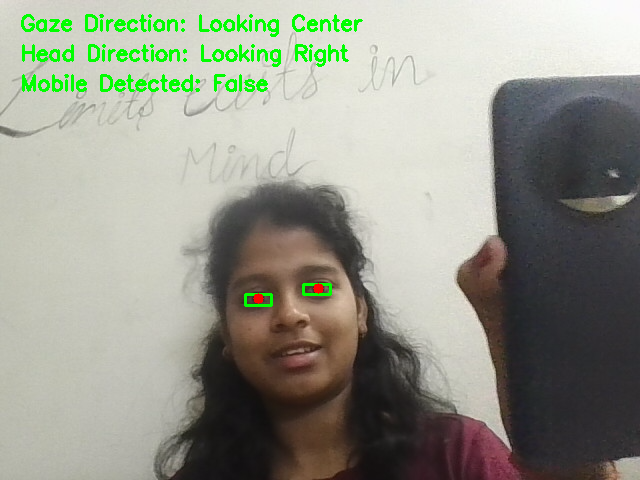 Gaze Direction: Looking Center
Head Direction: Looking Right
Mobile Detected: False
Limits exists in
Mind